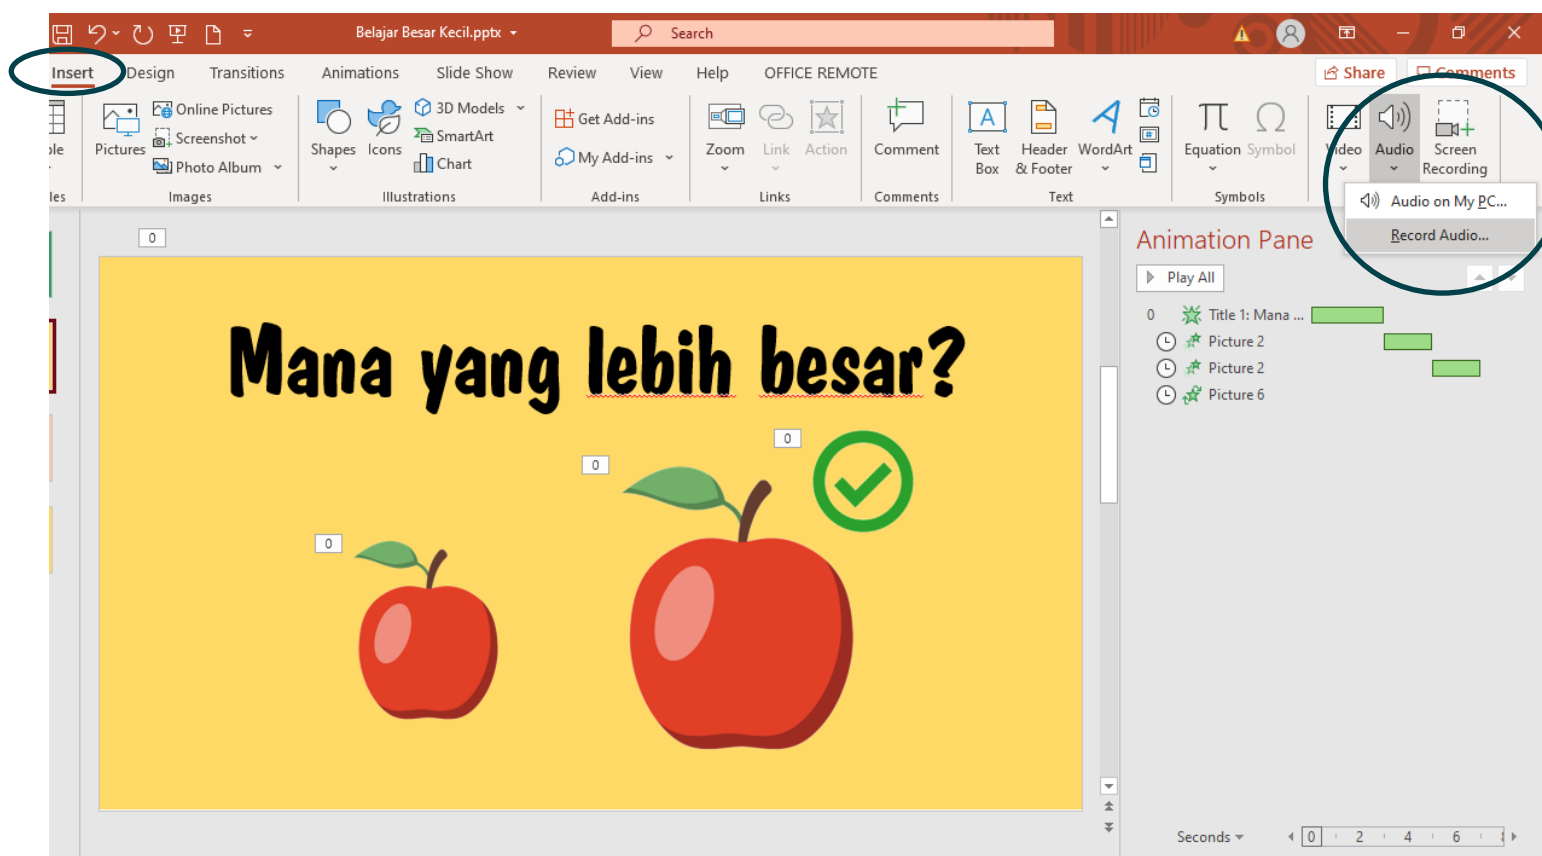 Belajar Besar Kecil.pptx
Search
Insert
Design
Transitions
Animations
Slide Show
Review
View
Help
OFFICE REMOTE
Share
Comments
Pictures
Online Pictures
Screenshot
Photo Album
Images
Shapes
Icons
3D Models
SmartArt
Chart
Illustrations
Get Add-ins
My Add-ins
Add-ins
Zoom
Link
Action
Links
Comment
Comments
Text Box
Header & Footer
WordArt
Text
Equation
Symbol
Symbols
Video
Audio
Screen Recording
Audio on My PC...
Record Audio...
0
Mana yang lebih besar?
0
0
0
Animation Pane
Play All
0 Title 1: Mana ...
Picture 2
Picture 2
Picture 6
Seconds
0 2 4 6